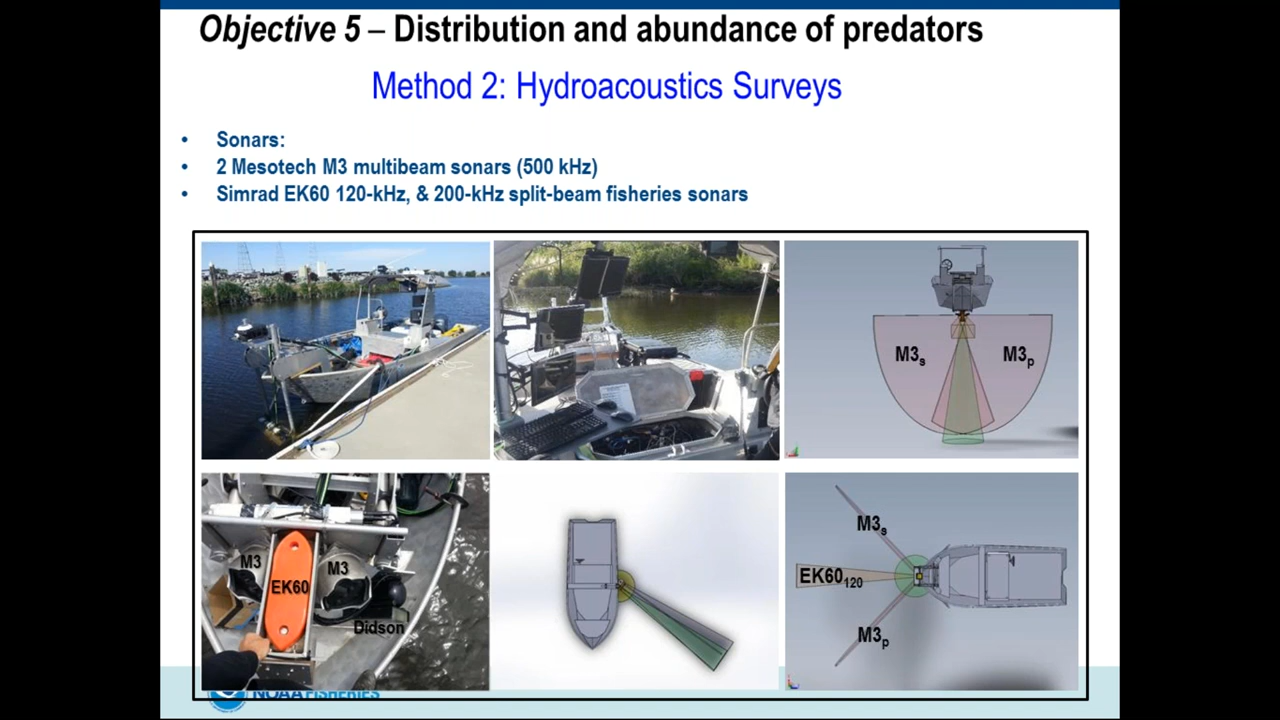 Objective 5 – Distribution and abundance of predators
Method 2: Hydroacoustics Surveys
• Sonars:
• 2 Mesotech M3 multibeam sonars (500 kHz)
• Simrad EK60 120-kHz, & 200-kHz split-beam fisheries sonars
M3s M3p
M3 EK60 M3
Didson
M3s
EK60120
M3p
NOAA FISHERIES